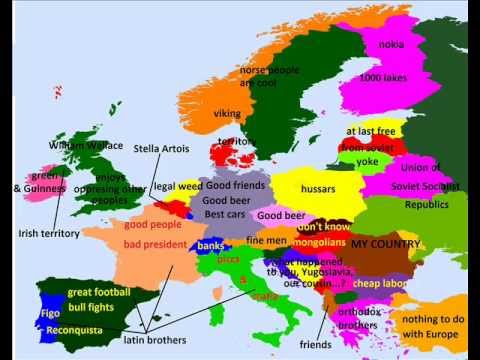 nokia
norse people
are cool
1000 lakes
viking
William Wallace
Stella Artois
territory
at last free
from soviet
yoke
green
& Guinness
enjoys
oppresing other
peoples
legal weed
Good friends
Good beer
Best cars
hussars
Union of
Soviet Socialist
Republics
Irish territory
good people
bad president
Good beer
don't know
banks
fine men
mongolians
MY COUNTRY
pizza
&
mafia
what happened
to you, Yugoslavia,
our cousin...?
cheap labor
great football
bull fights
Figo
Reconquista
latin brothers
friends
orthodox
brothers
nothing to do
with Europe